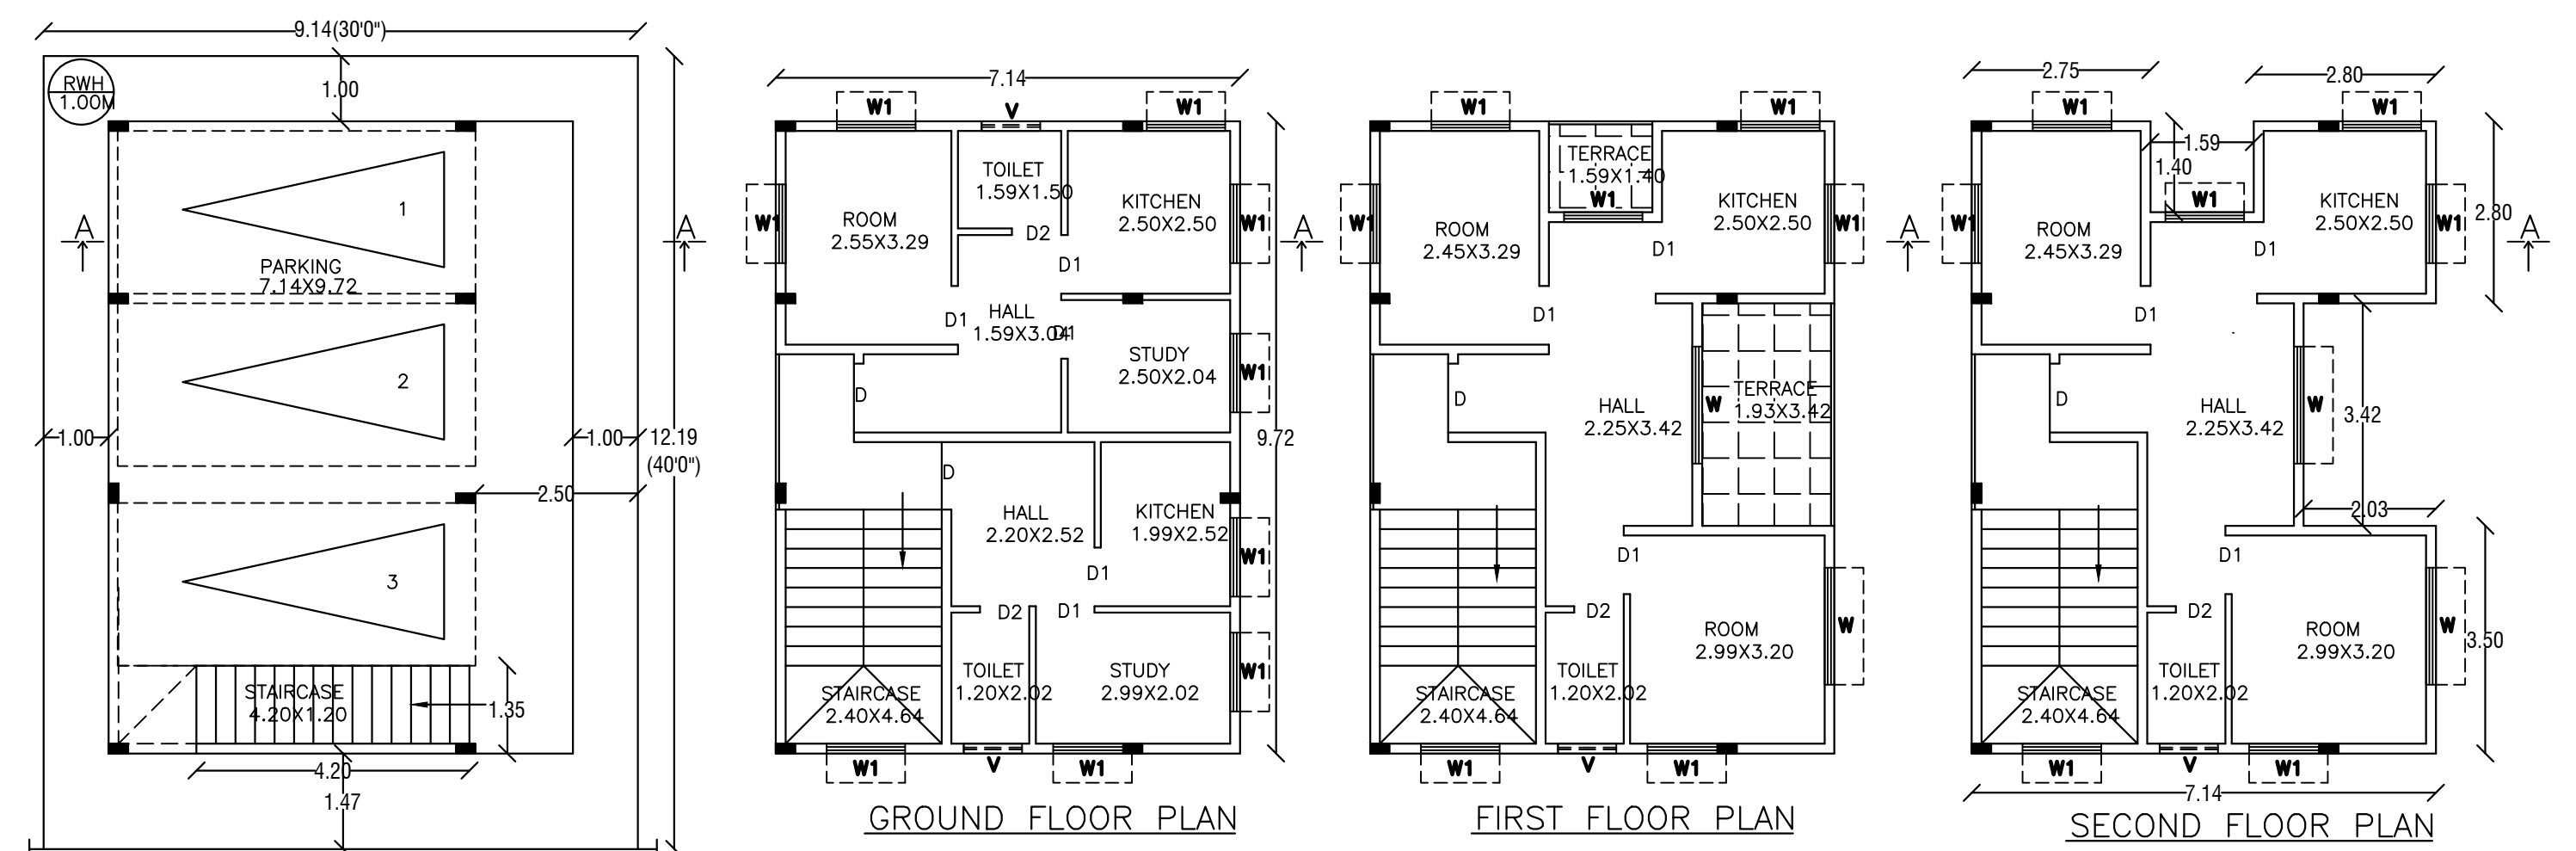 9.14(30'0")
RWH
1.00M
1.00
A
A
1
PARKING
7.14X9.72
2
1.00
1.00
12.19
(40'0")
2.50
3
STAIRCASE
4.20X1.20
1.35
4.20
1.47
7.14
W1
V
W1
TOILET
1.59X1.50
KITCHEN
2.50X2.50
ROOM
2.55X3.29
W1
W1
D2
D1
HALL
1.59X3.04
D1
D1
STUDY
2.50X2.04
W1
D
9.72
D
HALL
2.20X2.52
KITCHEN
1.99X2.52
W1
D1
D2
D1
TOILET
1.20X2.02
STUDY
2.99X2.02
W1
STAIRCASE
2.40X4.64
W1
V
W1
GROUND FLOOR PLAN
A
W1
W1
TERRACE
1.59X1.40
W1
KITCHEN
2.50X2.50
ROOM
2.45X3.29
W1
W1
D1
D1
TERRACE
1.93X3.42
W
D
HALL
2.25X3.42
D1
D2
W
ROOM
2.99X3.20
TOILET
1.20X2.02
STAIRCASE
2.40X4.64
W1
V
W1
FIRST FLOOR PLAN
A
2.75
2.80
W1
W1
1.59
1.40
W1
KITCHEN
2.50X2.50
ROOM
2.45X3.29
W1
W1
2.80
A
D1
D1
D
HALL
2.25X3.42
W
3.42
2.03
D1
D2
W
3.50
ROOM
2.99X3.20
TOILET
1.20X2.02
STAIRCASE
2.40X4.64
W1
V
W1
7.14
SECOND FLOOR PLAN